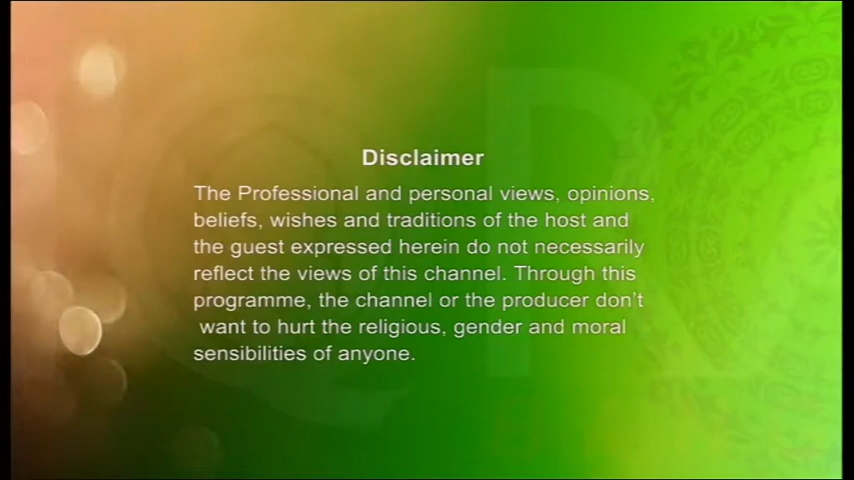 Disclaimer
The Professional and personal views, opinions,
beliefs, wishes and traditions of the host and
the guest expressed herein do not necessarily
reflect the views of this channel. Through this
programme, the channel or the producer don't
want to hurt the religious, gender and moral
sensibilities of anyone.